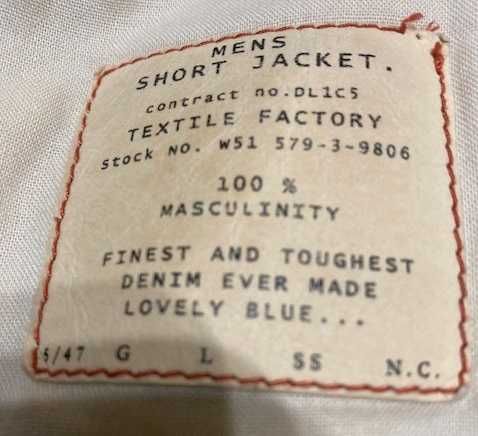 MENS
SHORT JACKET.
contract no.DL1C5
TEXTILE FACTORY
stock NO. W51 579-3-9806
100 %
MASCULINITY
FINEST AND TOUGHEST
DENIM EVER MADE
LOVELY BLUE...
6/47 G L SS N.C.